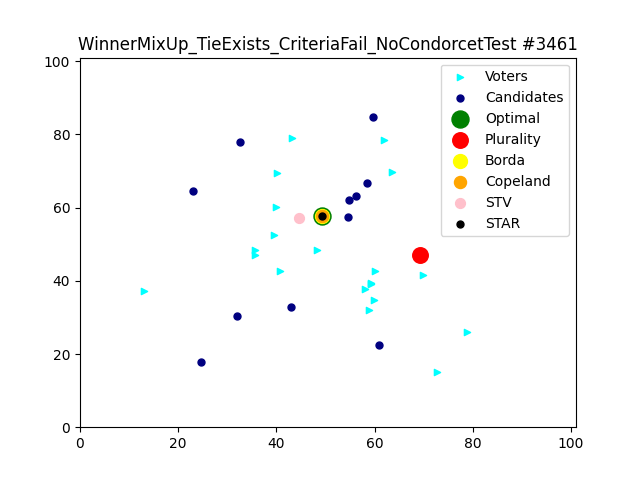 WinnerMixUp_TieExists_CriteriaFail_NoCondorcetTest #3461
100
80
60
40
20
0
0 20 40 60 80 100
Voters
Candidates
Optimal
Plurality
Borda
Copeland
STV
STAR